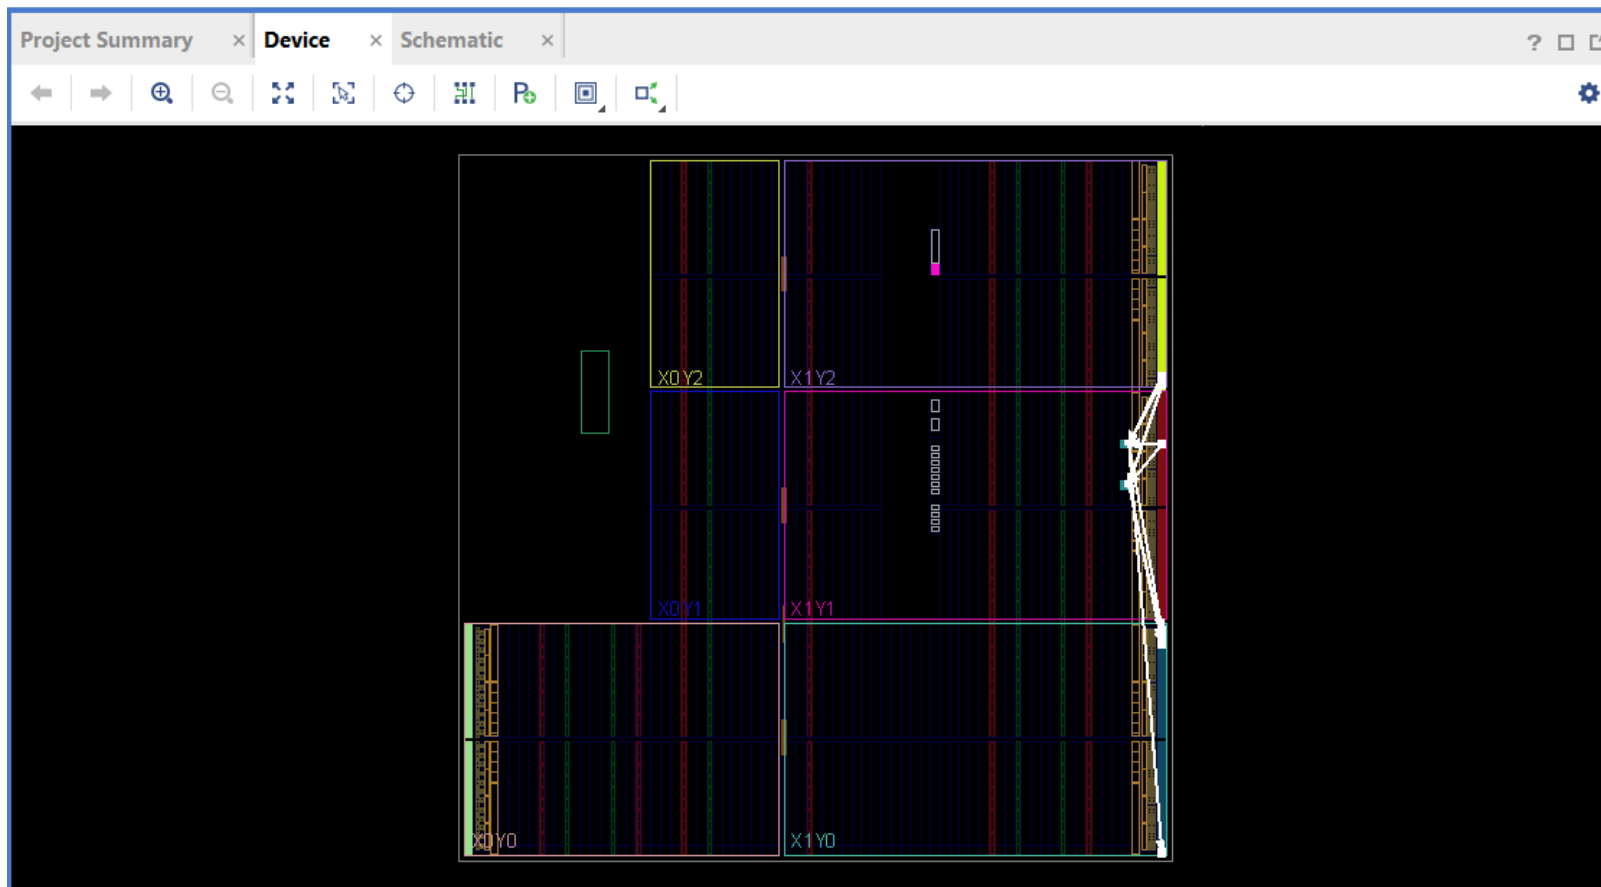 Project Summary × Device × Schematic ×
X0Y2 X1Y2
X0Y1 X1Y1
X0Y0 X1Y0